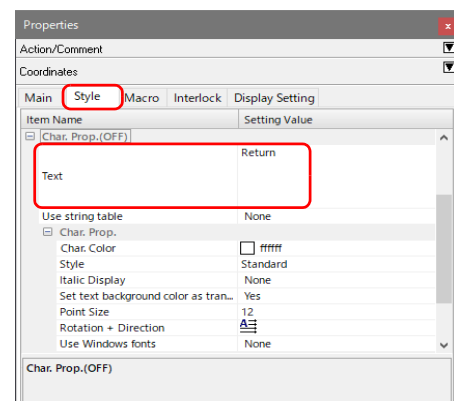 Properties x
Action/Comment
Coordinates
Main Style Macro Interlock Display Setting
Item Name Setting Value
Char. Prop.(OFF)
Text Return
Use string table None
Char. Prop.
Char. Color ffffff
Style Standard
Italic Display None
Set text background color as tran... Yes
Point Size 12
Rotation + Direction A
Use Windows fonts None
Char. Prop.(OFF)